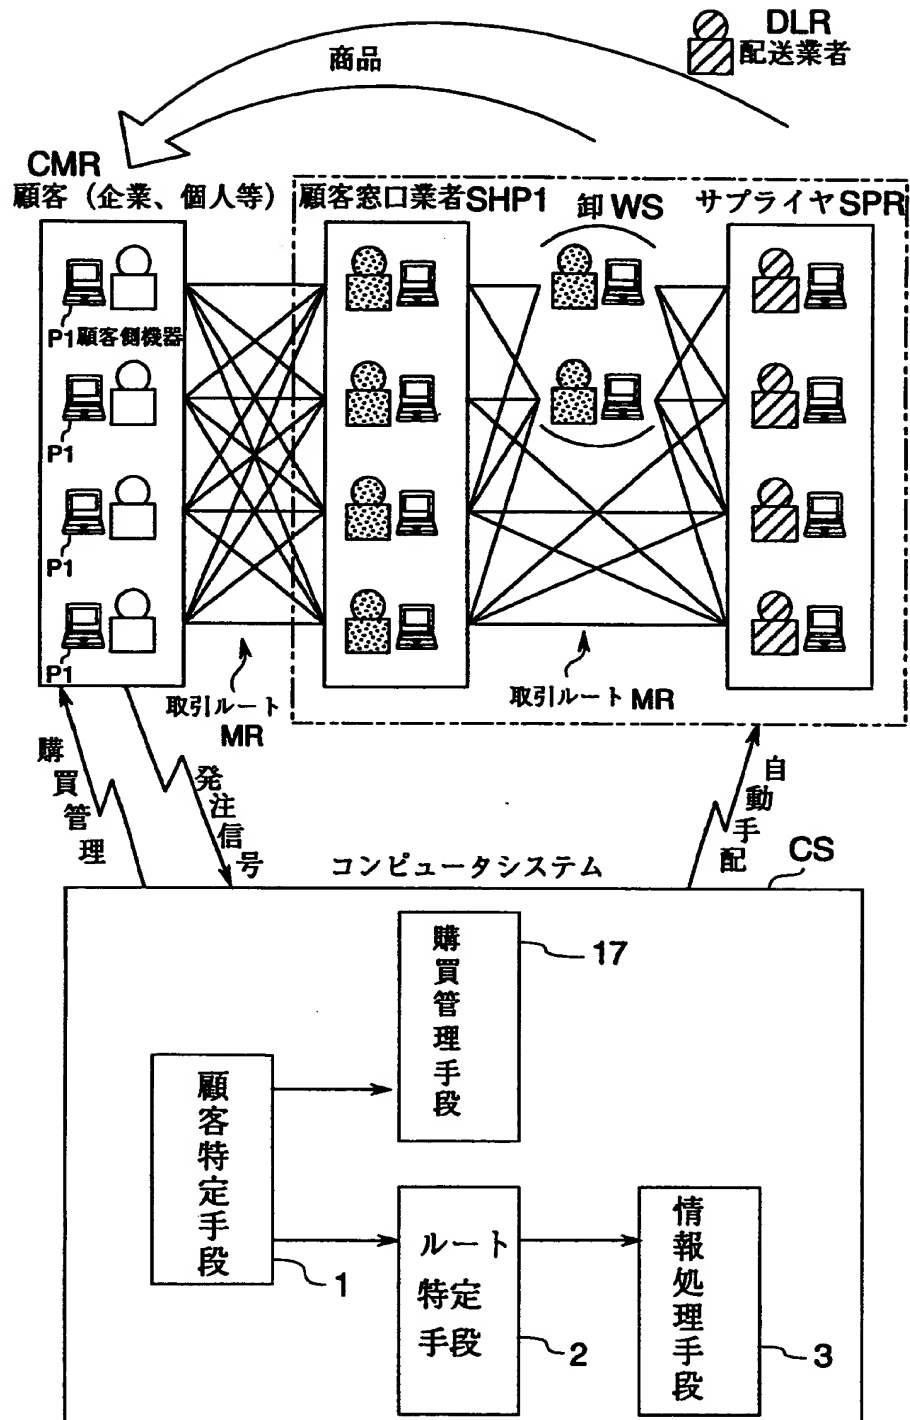 DLR
配送業者
商品
CMR
顧客(企業、個人等)
顧客窓口業者SHP1
卸WS
サプライヤSPR
P1顧客側機器
P1
P1
P1
取引ルート
MR
取引ルートMR
購買管理
発注信号
自動手配
コンピュータシステム
CS
購買管理手段
17
顧客特定手段
1
ルート
特定
手段
2
情報処理手段
3